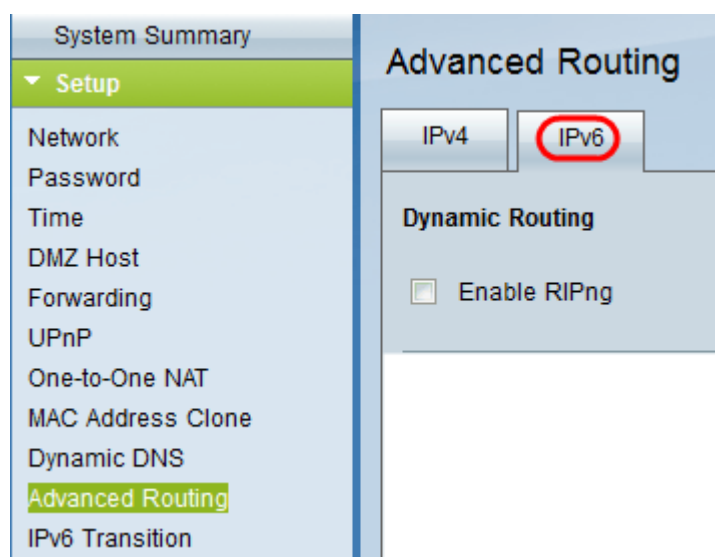 System Summary
Setup
Network
Password
Time
DMZ Host
Forwarding
UPnP
One-to-One NAT
MAC Address Clone
Dynamic DNS
Advanced Routing
IPv6 Transition
Advanced Routing
IPv4
IPv6
Dynamic Routing
Enable RIPng